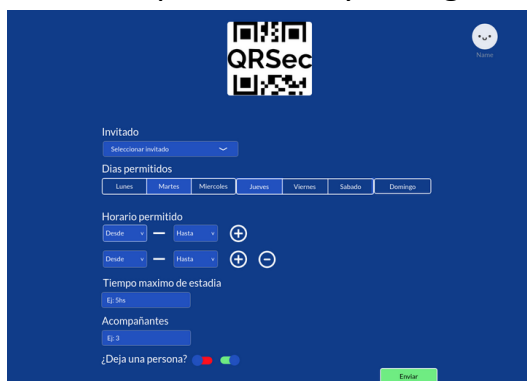 QRSec
Name
Invitado
Seleccionar invitado
Dias permitidos
Lunes Martes Miercoles Jueves Viernes Sabado Domingo
Horario permitido
Desde v Hasta v
Desde v Hasta v
Tiempo maximo de estadia
Ej: 5hs
Acompañantes
Ej: 3
¿Deja una persona?
Enviar